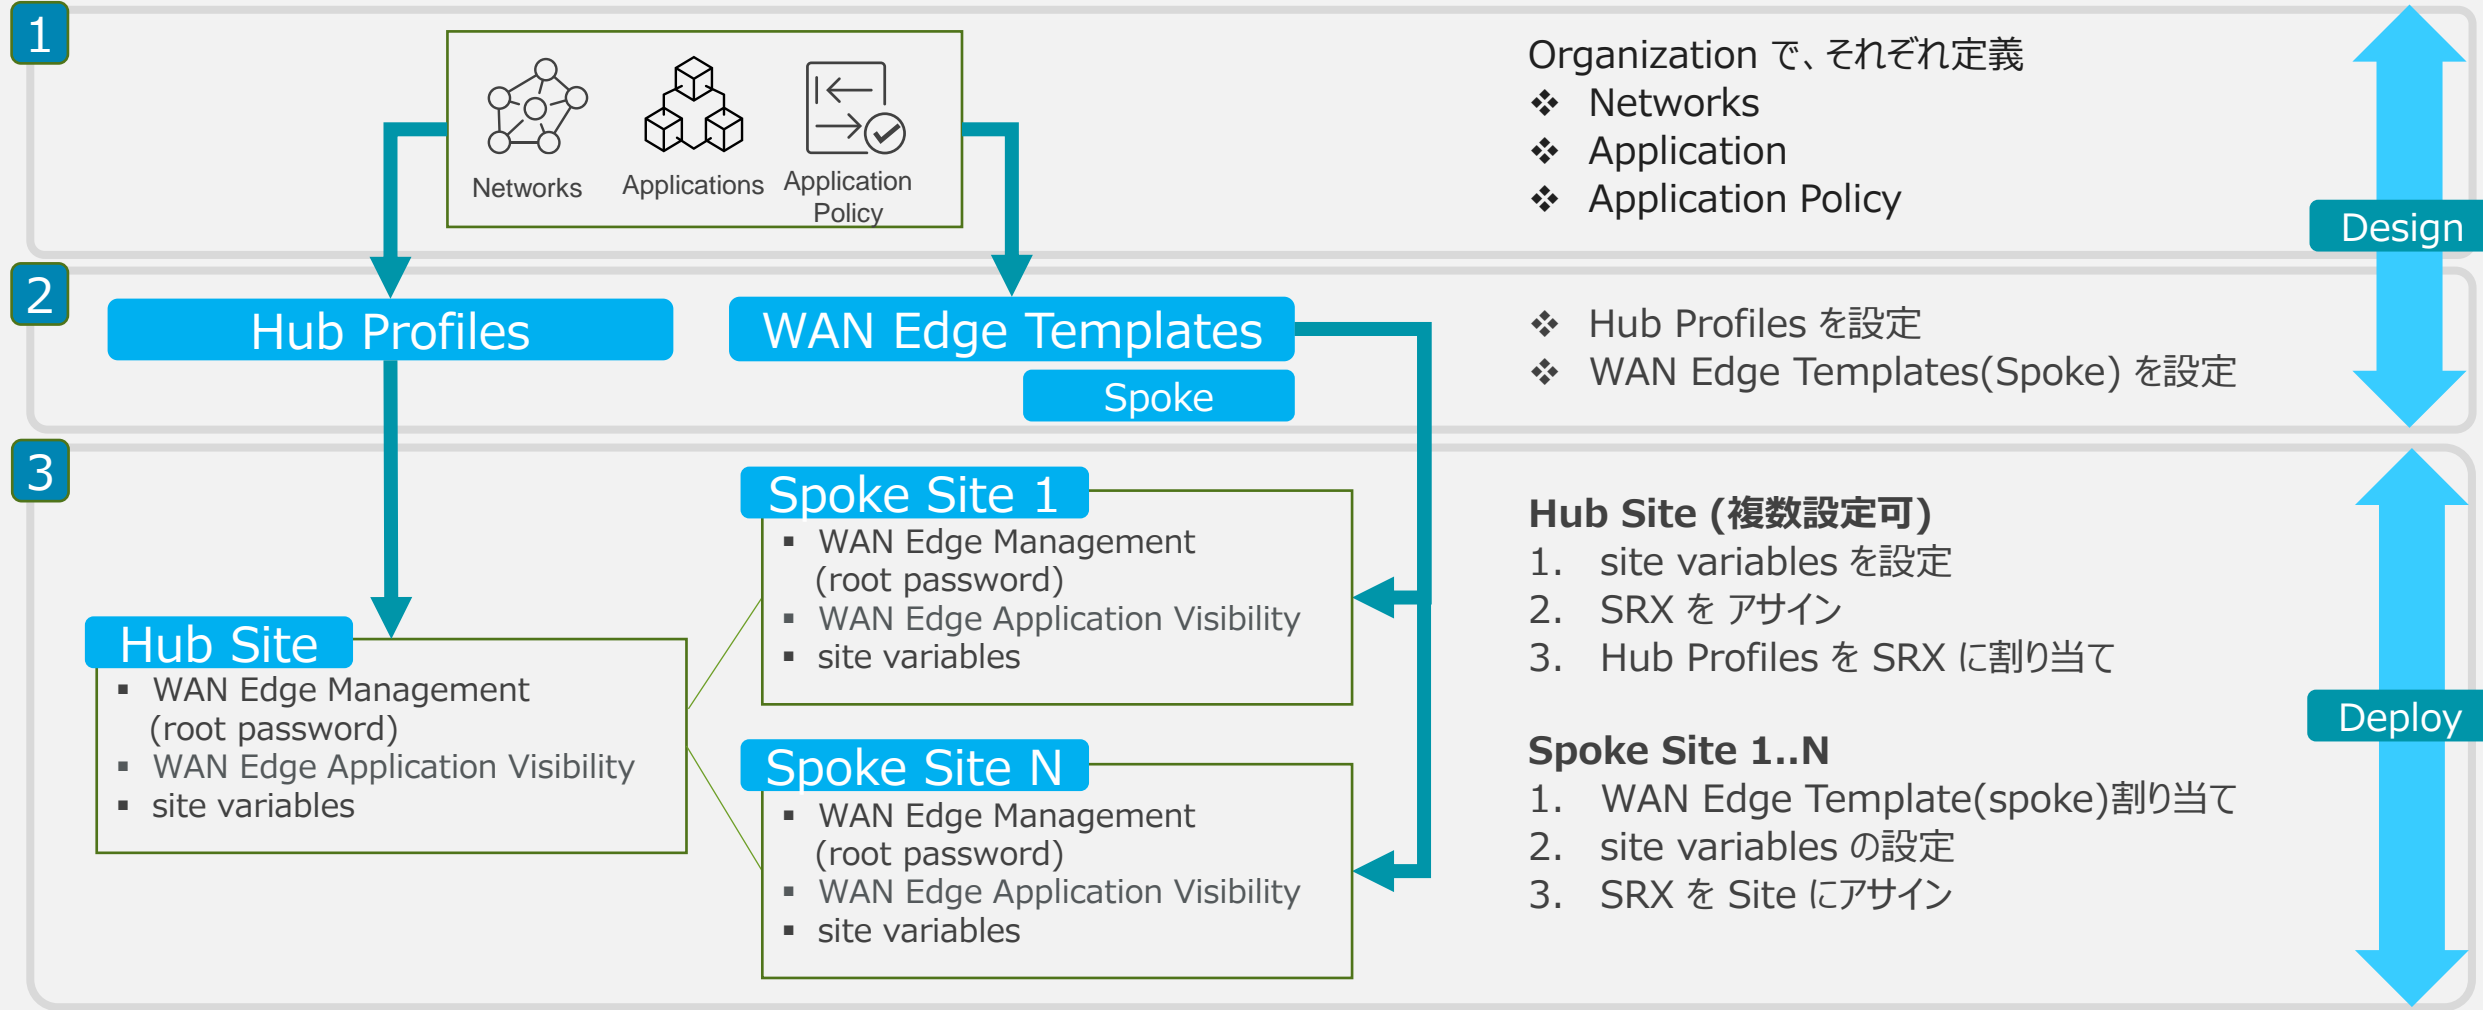 1
Networks
Applications
Application
Policy
Organization で、それぞれ定義
❖ Networks
❖ Application
❖ Application Policy
Design
2
Hub Profiles
WAN Edge Templates
Spoke
❖ Hub Profiles を設定
❖ WAN Edge Templates(Spoke) を設定
3
Hub Site
▪ WAN Edge Management
(root password)
▪ WAN Edge Application Visibility
▪ site variables
Spoke Site 1
▪ WAN Edge Management
(root password)
▪ WAN Edge Application Visibility
▪ site variables
Spoke Site N
▪ WAN Edge Management
(root password)
▪ WAN Edge Application Visibility
▪ site variables
Hub Site (複数設定可)
1. site variables を設定
2. SRX を アサイン
3. Hub Profiles を SRX に割り当て
Spoke Site 1..N
1. WAN Edge Template(spoke)割り当て
2. site variables の設定
3. SRX を Site にアサイン
Deploy